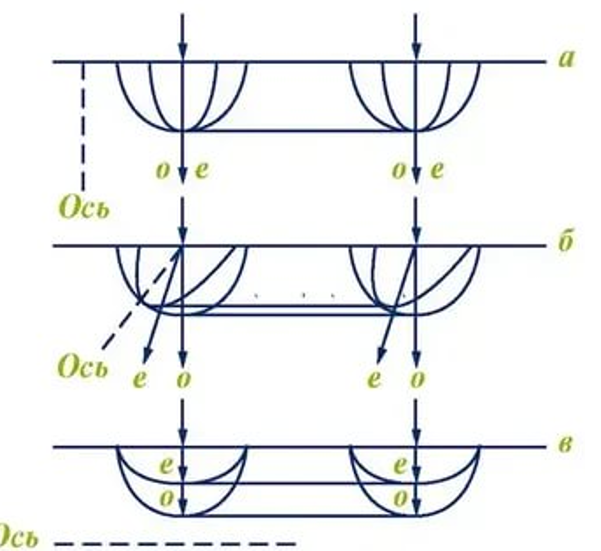 а
о е о е
Ось
б
Ось
е о е о
в
е е
о о
Ось